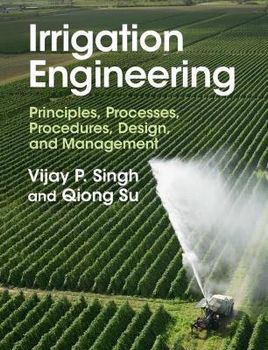 Irrigation
Engineering
Principles, Processes,
Procedures, Design,
and Management
Vijay P. Singh
and Qiong Su